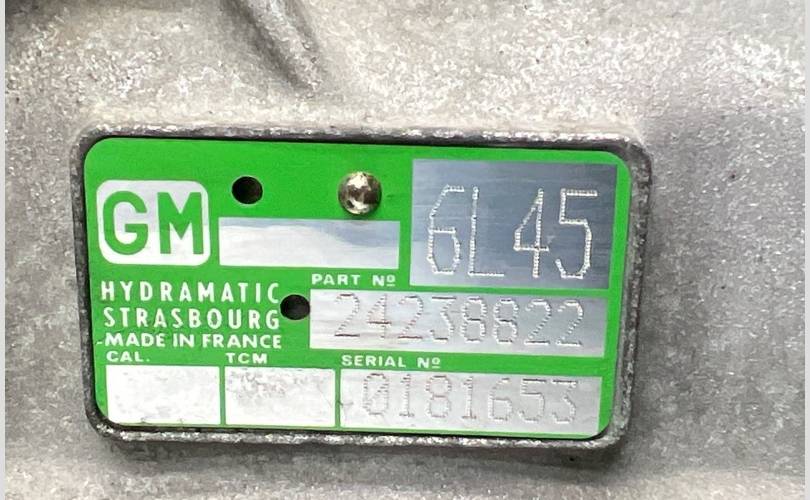 GM
6L45
PART Nº
HYDRAMATIC
24238822
STRASBOURG
MADE IN FRANCE
CAL. TCM SERIAL Nº
0181653